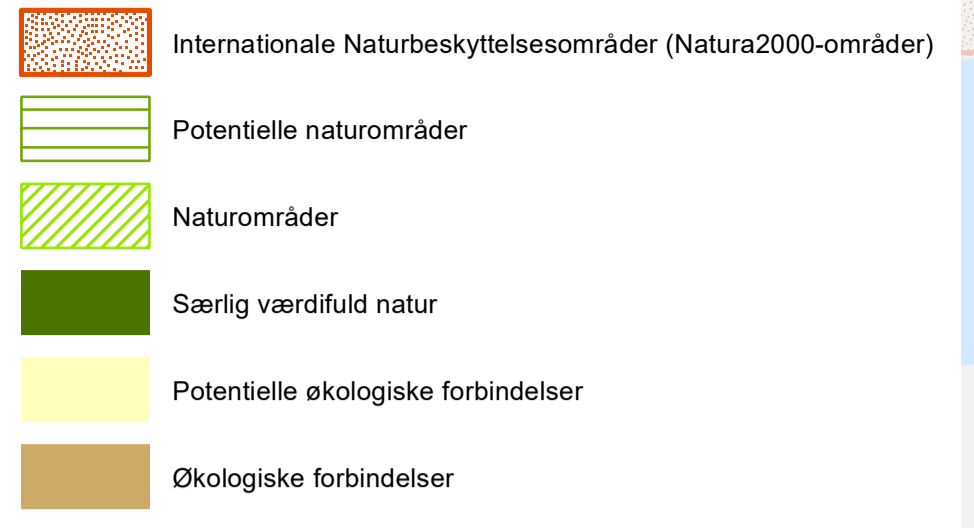 Internationale Naturbeskyttelsesområder (Natura2000-områder)
Potentielle naturområder
Naturområder
Særlig værdifuld natur
Potentielle økologiske forbindelser
Økologiske forbindelser